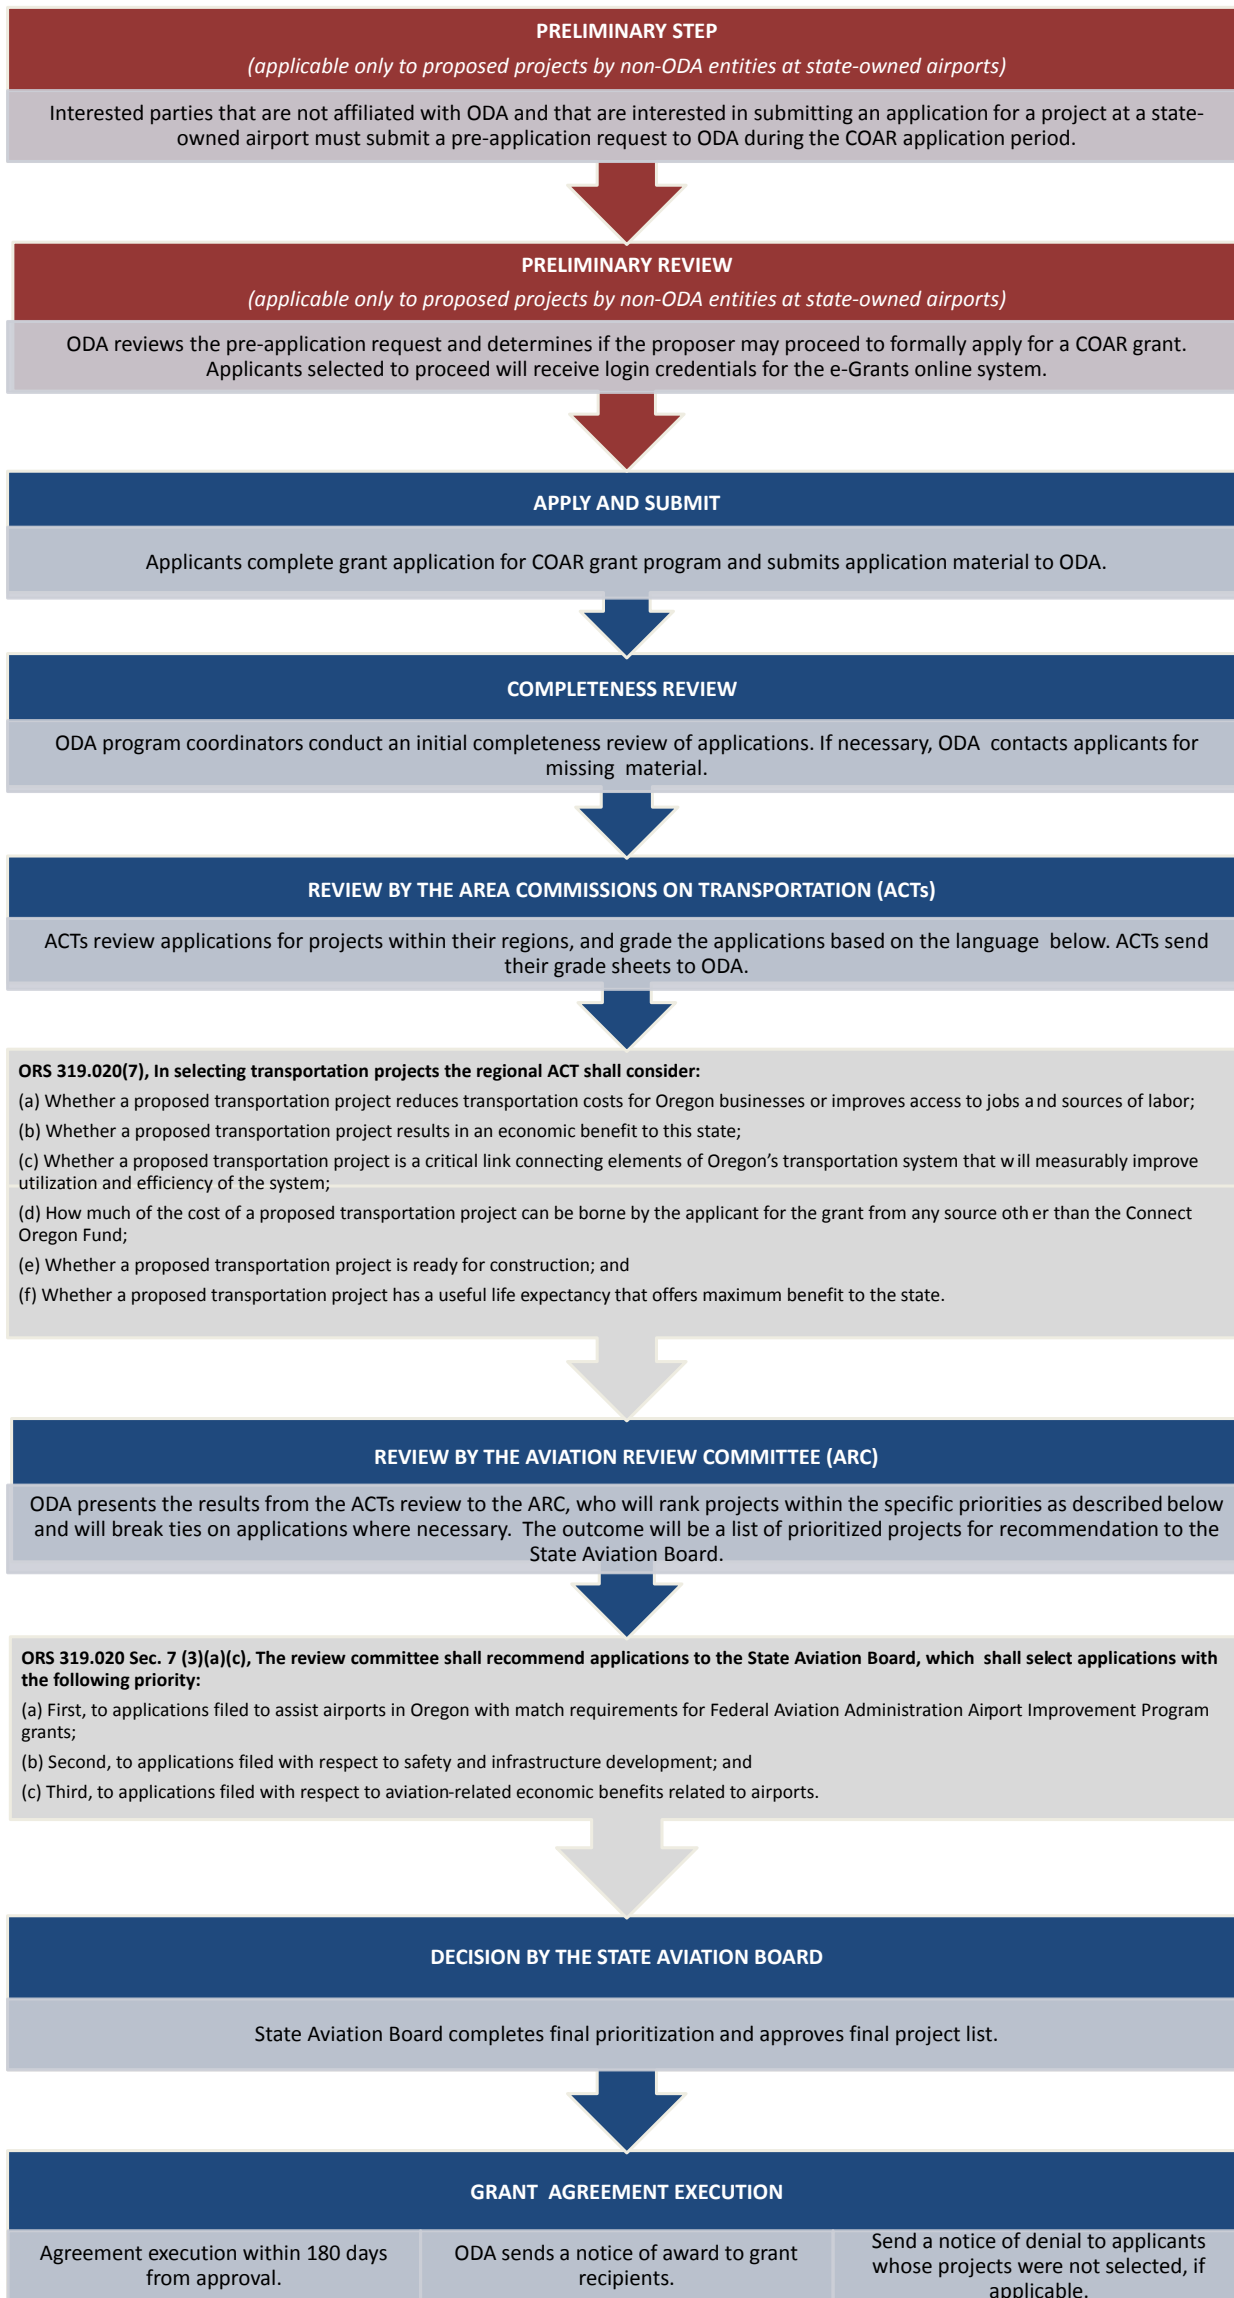 PRELIMINARY STEP
(applicable only to proposed projects by non-ODA entities at state-owned airports)
Interested parties that are not affiliated with ODA and that are interested in submitting an application for a project at a state-
owned airport must submit a pre-application request to ODA during the COAR application period.
PRELIMINARY REVIEW
(applicable only to proposed projects by non-ODA entities at state-owned airports)
ODA reviews the pre-application request and determines if the proposer may proceed to formally apply for a COAR grant.
Applicants selected to proceed will receive login credentials for the e-Grants online system.
APPLY AND SUBMIT
Applicants complete grant application for COAR grant program and submits application material to ODA.
COMPLETENESS REVIEW
ODA program coordinators conduct an initial completeness review of applications. If necessary, ODA contacts applicants for
missing material.
REVIEW BY THE AREA COMMISSIONS ON TRANSPORTATION (ACTs)
ACTs review applications for projects within their regions, and grade the applications based on the language below. ACTs send
their grade sheets to ODA.
ORS 319.020(7), In selecting transportation projects the regional ACT shall consider:
(a) Whether a proposed transportation project reduces transportation costs for Oregon businesses or improves access to jobs and sources of labor;
(b) Whether a proposed transportation project results in an economic benefit to this state;
(c) Whether a proposed transportation project is a critical link connecting elements of Oregon's transportation system that will measurably improve
utilization and efficiency of the system;
(d) How much of the cost of a proposed transportation project can be borne by the applicant for the grant from any source other than the Connect
Oregon Fund;
(e) Whether a proposed transportation project is ready for construction; and
(f) Whether a proposed transportation project has a useful life expectancy that offers maximum benefit to the state.
REVIEW BY THE AVIATION REVIEW COMMITTEE (ARC)
ODA presents the results from the ACTs review to the ARC, who will rank projects within the specific priorities as described below
and will break ties on applications where necessary. The outcome will be a list of prioritized projects for recommendation to the
State Aviation Board.
ORS 319.020 Sec. 7 (3)(a)(c), The review committee shall recommend applications to the State Aviation Board, which shall select applications with
the following priority:
(a) First, to applications filed to assist airports in Oregon with match requirements for Federal Aviation Administration Airport Improvement Program
grants;
(b) Second, to applications filed with respect to safety and infrastructure development; and
(c) Third, to applications filed with respect to aviation-related economic benefits related to airports.
DECISION BY THE STATE AVIATION BOARD
State Aviation Board completes final prioritization and approves final project list.
GRANT AGREEMENT EXECUTION
Agreement execution within 180 days
from approval.
ODA sends a notice of award to grant
recipients.
Send a notice of denial to applicants
whose projects were not selected, if
applicable.